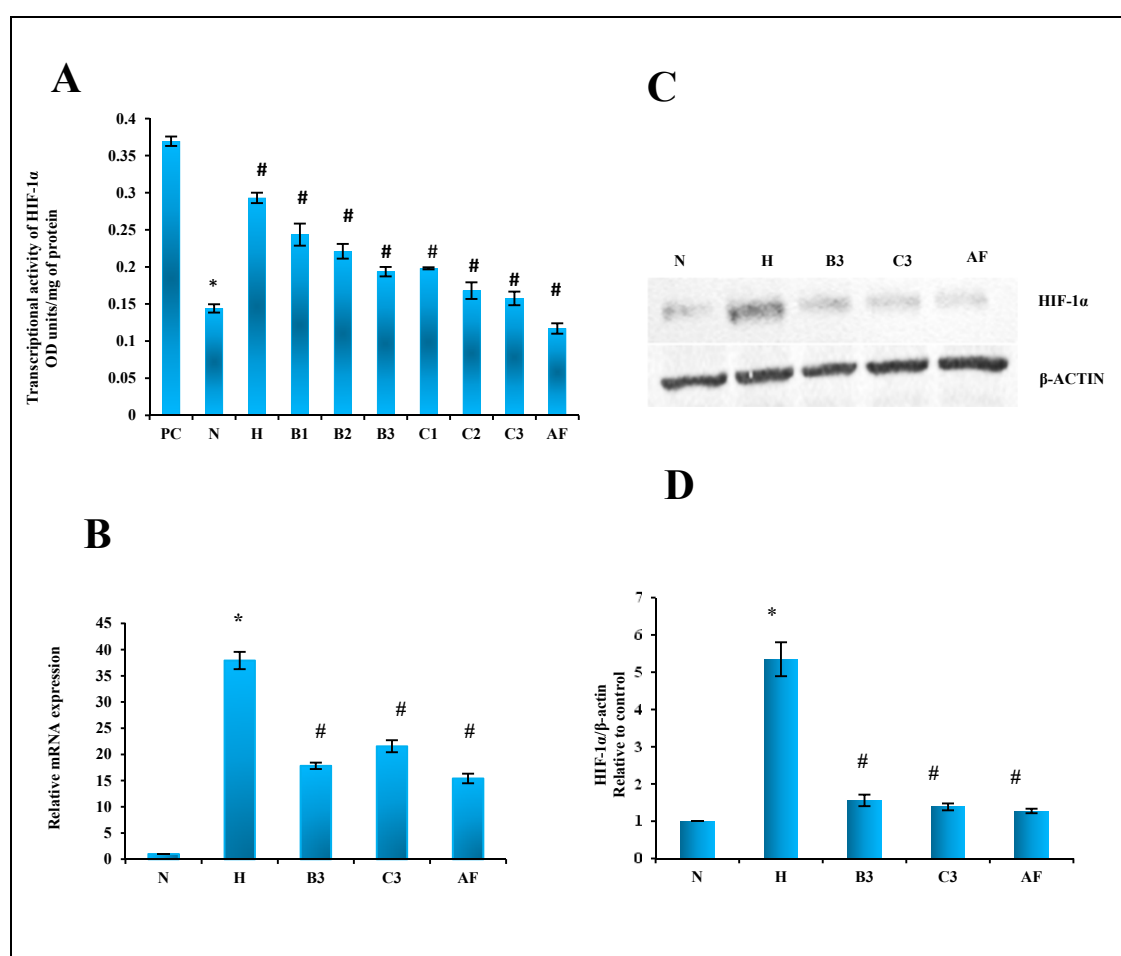 A
Transcriptional activity of HIF-1α
OD units/mg of protein
0.4
0.35
0.3
0.25
0.2
0.15
0.1
0.05
0
*
#
#
#
#
#
#
#
#
PC N H B1 B2 B3 C1 C2 C3 AF
C
N H B3 C3 AF
HIF-1α
β-ACTIN
B
Relative mRNA expression
45
40
35
30
25
20
15
10
5
0
*
#
#
#
N H B3 C3 AF
D
HIF-1α/β-actin
Relative to control
7
6
5
4
3
2
1
0
*
#
#
#
N H B3 C3 AF